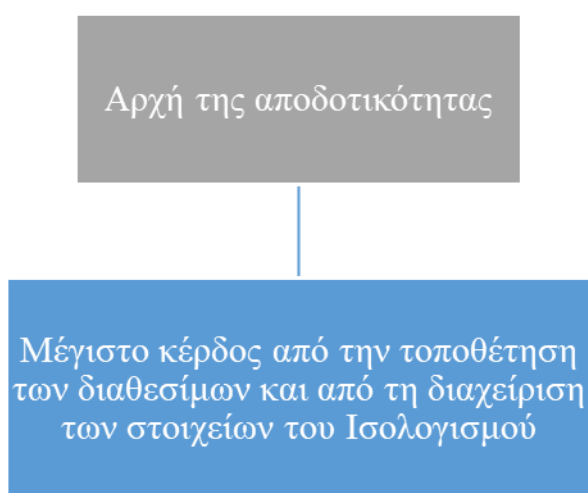 Αρχή της αποδοτικότητας
Μέγιστο κέρδος από την τοποθέτηση
των διαθεσίμων και από τη διαχείριση
των στοιχείων του Ισολογισμού